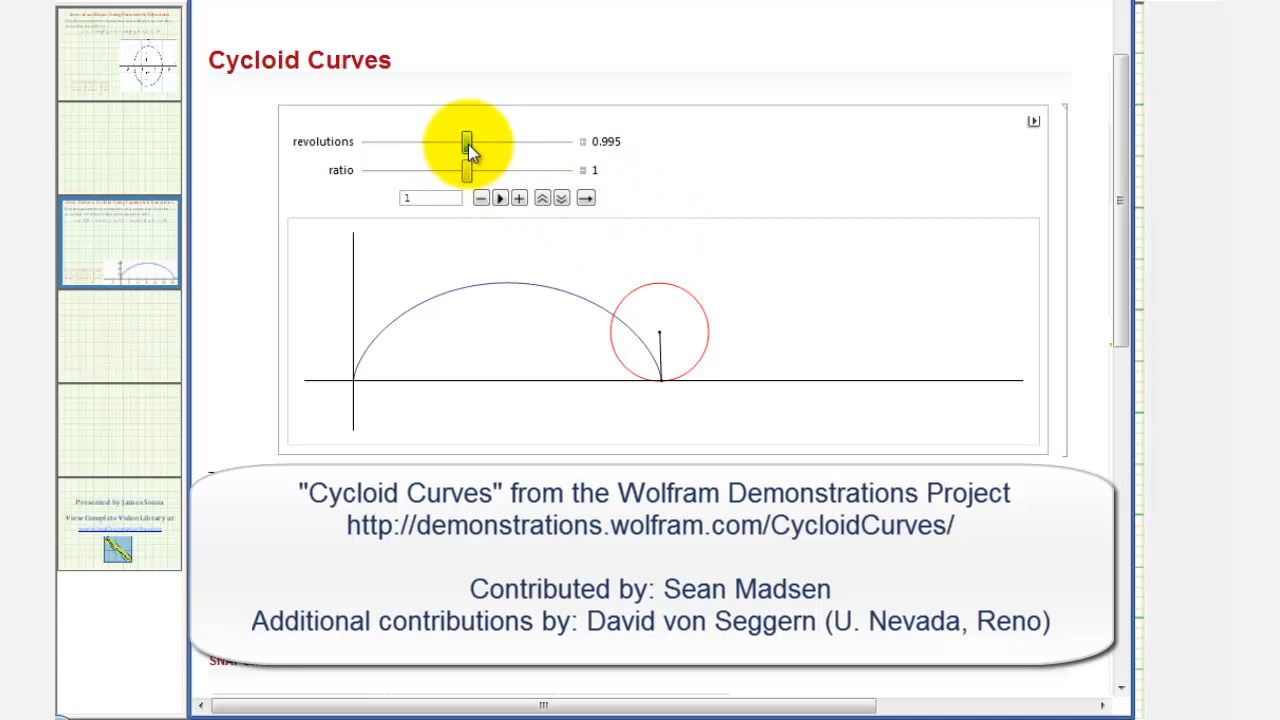 Cycloid Curves
revolutions
0.995
ratio
1
1
"Cycloid Curves" from the Wolfram Demonstrations Project
http://demonstrations.wolfram.com/CycloidCurves/
Contributed by: Sean Madsen
Additional contributions by: David von Seggern (U. Nevada, Reno)
Presented by James Sousa
View Complete Video Library at